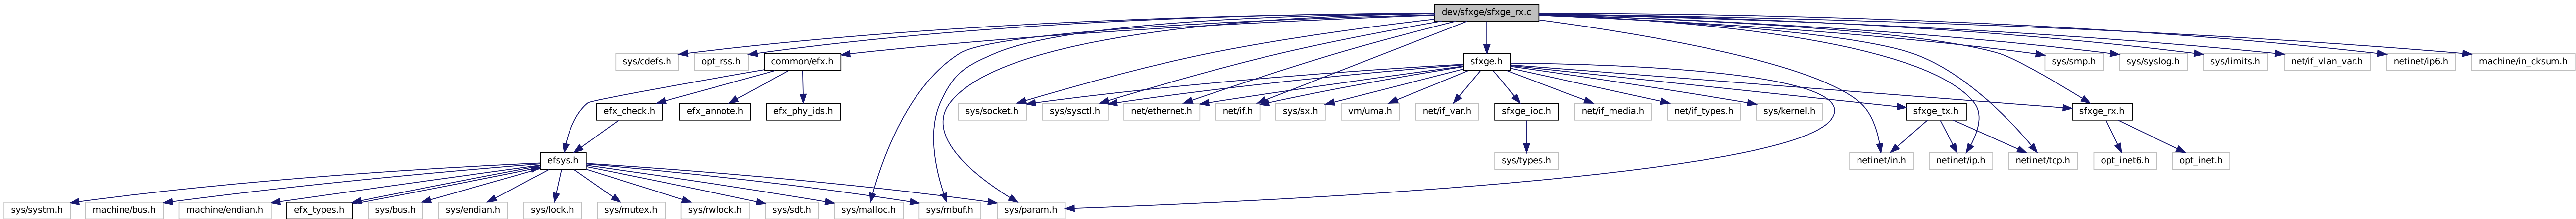 dev/sfxge/sfxge_rx.c
sys/cdefs.h
opt_rss.h
common/efx.h
sfxge.h
sys/smp.h
sys/syslog.h
sys/limits.h
net/if_vlan_var.h
netinet/ip6.h
machine/in_cksum.h
efx_check.h
efx_annote.h
efx_phy_ids.h
sys/socket.h
sys/sysctl.h
net/ethernet.h
net/if.h
sys/sx.h
vm/uma.h
net/if_var.h
sfxge_ioc.h
net/if_media.h
net/if_types.h
sys/kernel.h
sfxge_tx.h
sfxge_rx.h
efsys.h
sys/types.h
netinet/in.h
netinet/ip.h
netinet/tcp.h
opt_inet6.h
opt_inet.h
sys/systm.h
machine/bus.h
machine/endian.h
efx_types.h
sys/bus.h
sys/endian.h
sys/lock.h
sys/mutex.h
sys/rwlock.h
sys/sdt.h
sys/malloc.h
sys/mbuf.h
sys/param.h